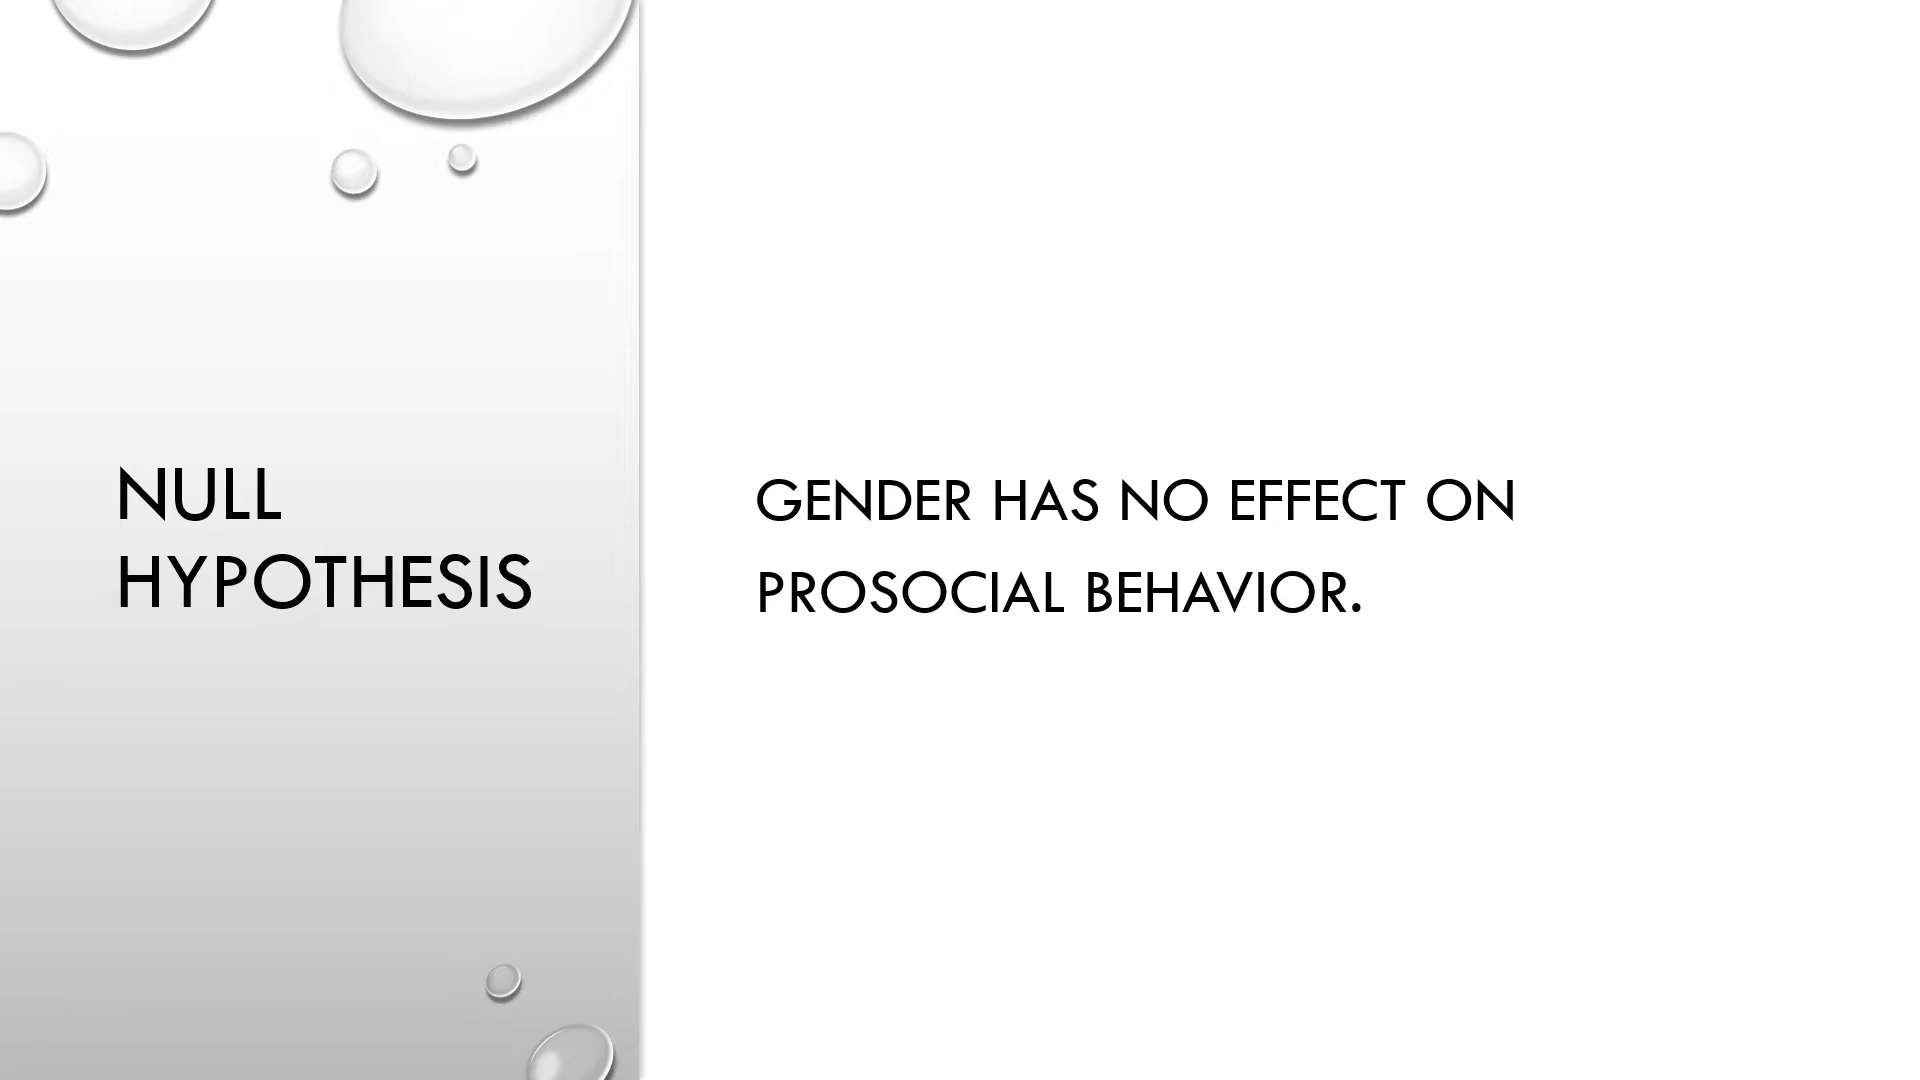 NULL
HYPOTHESIS
GENDER HAS NO EFFECT ON
PROSOCIAL BEHAVIOR.